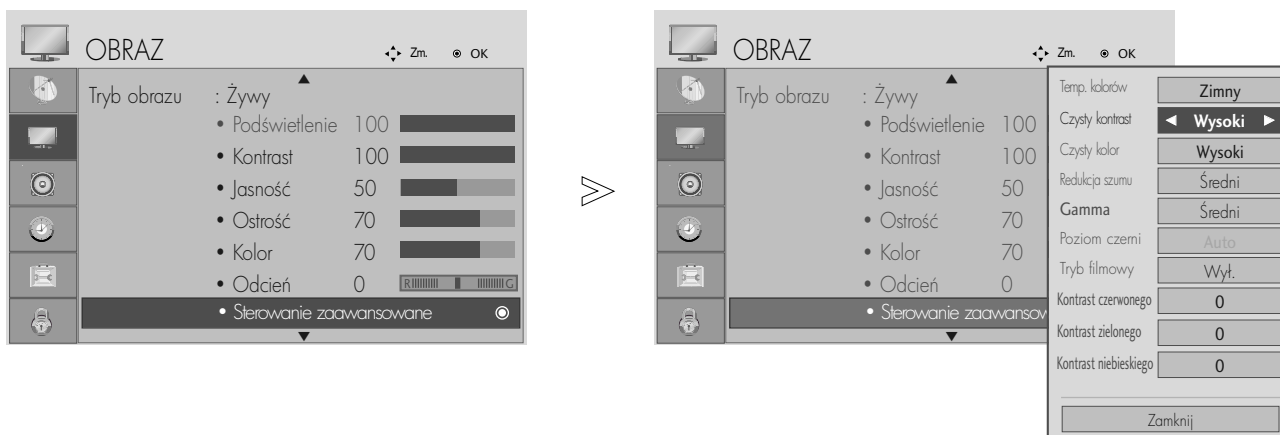 OBRAZ
Zm. OK
Tryb obrazu : Żywy
• Podświetlenie 100
• Kontrast 100
• Jasność 50
• Ostrość 70
• Kolor 70
• Odcień 0 R G
• Sterowanie zaawansowane
OBRAZ
Zm. OK
Tryb obrazu : Żywy
• Podświetlenie 100
• Kontrast 100
• Jasność 50
• Ostrość 70
• Kolor 70
• Odcień 0
• Sterowanie zaawansow
Temp. kolorów Zimny
Czysty kontrast ◀ Wysoki ▶
Czysty kolor Wysoki
Redukcja szumu Średni
Gamma Średni
Poziom czerni Auto
Tryb filmowy Wył.
Kontrast czerwonego 0
Kontrast zielonego 0
Kontrast niebieskiego 0
Zamknij